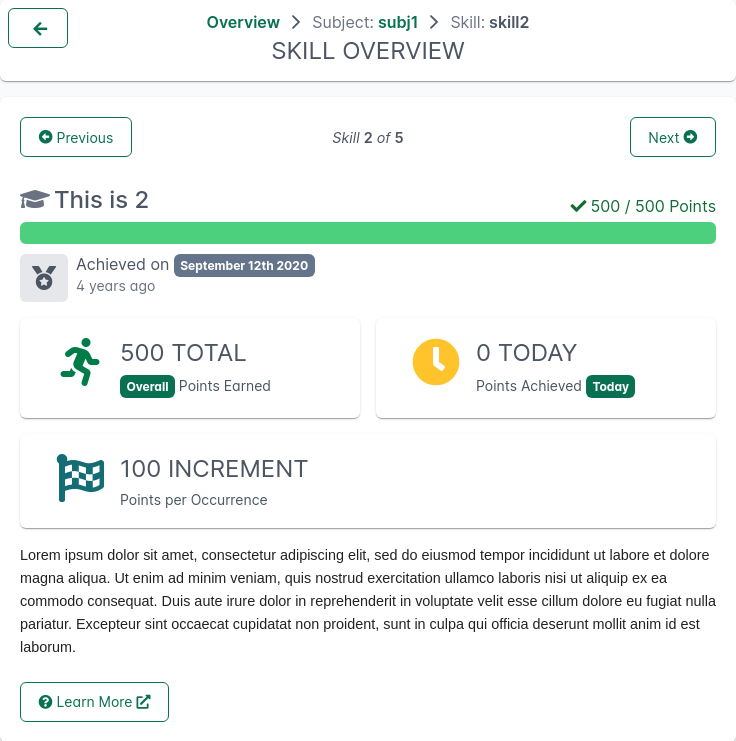 Overview > Subject: subj1 > Skill: skill2
SKILL OVERVIEW
Previous
Skill 2 of 5
Next
This is 2
500 / 500 Points
Achieved on September 12th 2020
4 years ago
500 TOTAL
Overall Points Earned
0 TODAY
Points Achieved Today
100 INCREMENT
Points per Occurrence
Lorem ipsum dolor sit amet, consectetur adipiscing elit, sed do eiusmod tempor incididunt ut labore et dolore
magna aliqua. Ut enim ad minim veniam, quis nostrud exercitation ullamco laboris nisi ut aliquip ex ea
commodo consequat. Duis aute irure dolor in reprehenderit in voluptate velit esse cillum dolore eu fugiat nulla
pariatur. Excepteur sint occaecat cupidatat non proident, sunt in culpa qui officia deserunt mollit anim id est
laborum.
Learn More